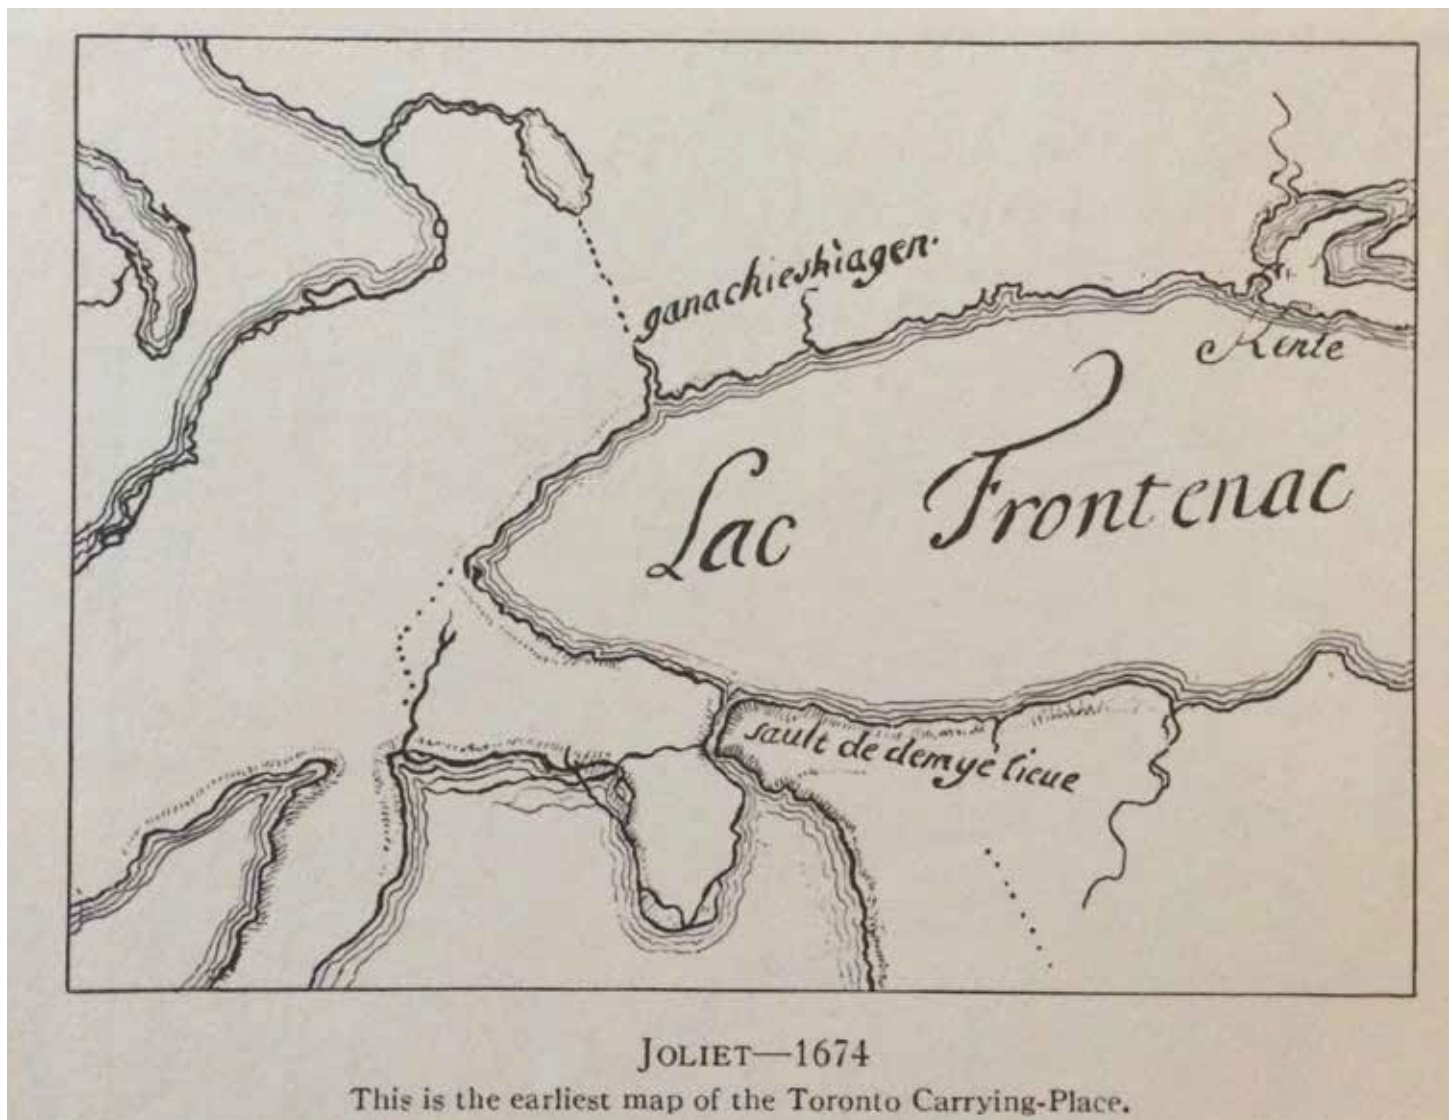 ganachieskiagen.
Kente
Lac Frontenac
sault de demye lieue
JOLIET—1674
This is the earliest map of the Toronto Carrying-Place.